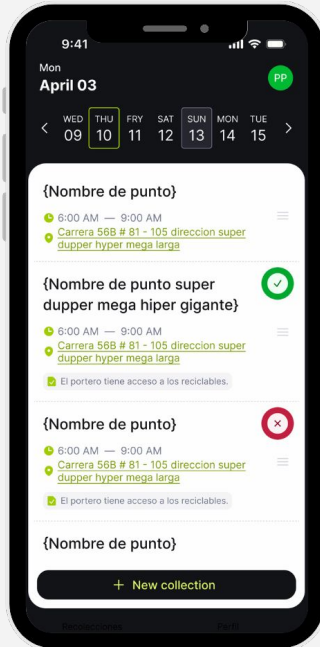 9:41
Mon
April 03
PP
WED THU FRY SAT SUN MON TUE
09 10 11 12 13 14 15
{Nombre de punto}
6:00 AM — 9:00 AM
Carrera 56B # 81 - 105 direccion super
dupper hyper mega larga
{Nombre de punto super
dupper mega hiper gigante}
6:00 AM — 9:00 AM
Carrera 56B # 81 - 105 direccion super
dupper hyper mega larga
El portero tiene acceso a los reciclables.
{Nombre de punto}
6:00 AM — 9:00 AM
Carrera 56B # 81 - 105 direccion super
dupper hyper mega larga
El portero tiene acceso a los reciclables.
{Nombre de punto}
+ New collection
Recolecciones Perfil